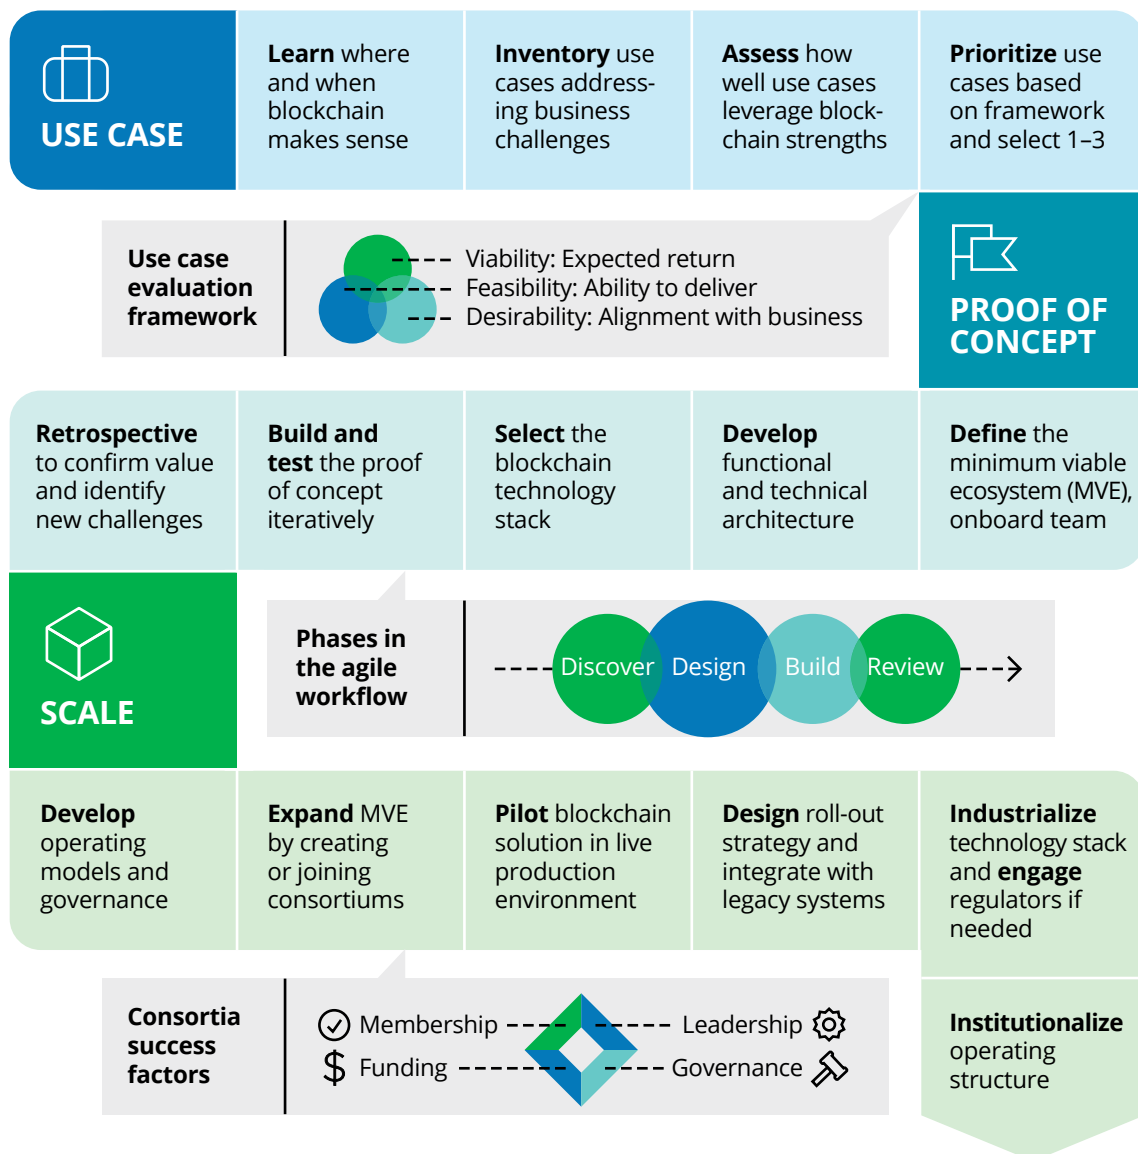 USE CASE
Learn where
and when
blockchain
makes sense
Inventory use
cases address-
ing business
challenges
Assess how
well use cases
leverage block-
chain strengths
Prioritize use
cases based
on framework
and select 1–3
Use case
evaluation
framework
Viability: Expected return
Feasibility: Ability to deliver
Desirability: Alignment with business
PROOF OF
CONCEPT
Retrospective
to confirm value
and identify
new challenges
Build and
test the proof
of concept
iteratively
Select the
blockchain
technology
stack
Develop
functional
and technical
architecture
Define the
minimum viable
ecosystem (MVE),
onboard team
SCALE
Phases in
the agile
workflow
Discover
Design
Build
Review
Develop
operating
models and
governance
Expand MVE
by creating
or joining
consortiums
Pilot blockchain
solution in live
production
environment
Design roll-out
strategy and
integrate with
legacy systems
Industrialize
technology stack
and engage
regulators if
needed
Consortia
success
factors
Membership
Leadership
$ Funding
Governance
Institutionalize
operating
structure